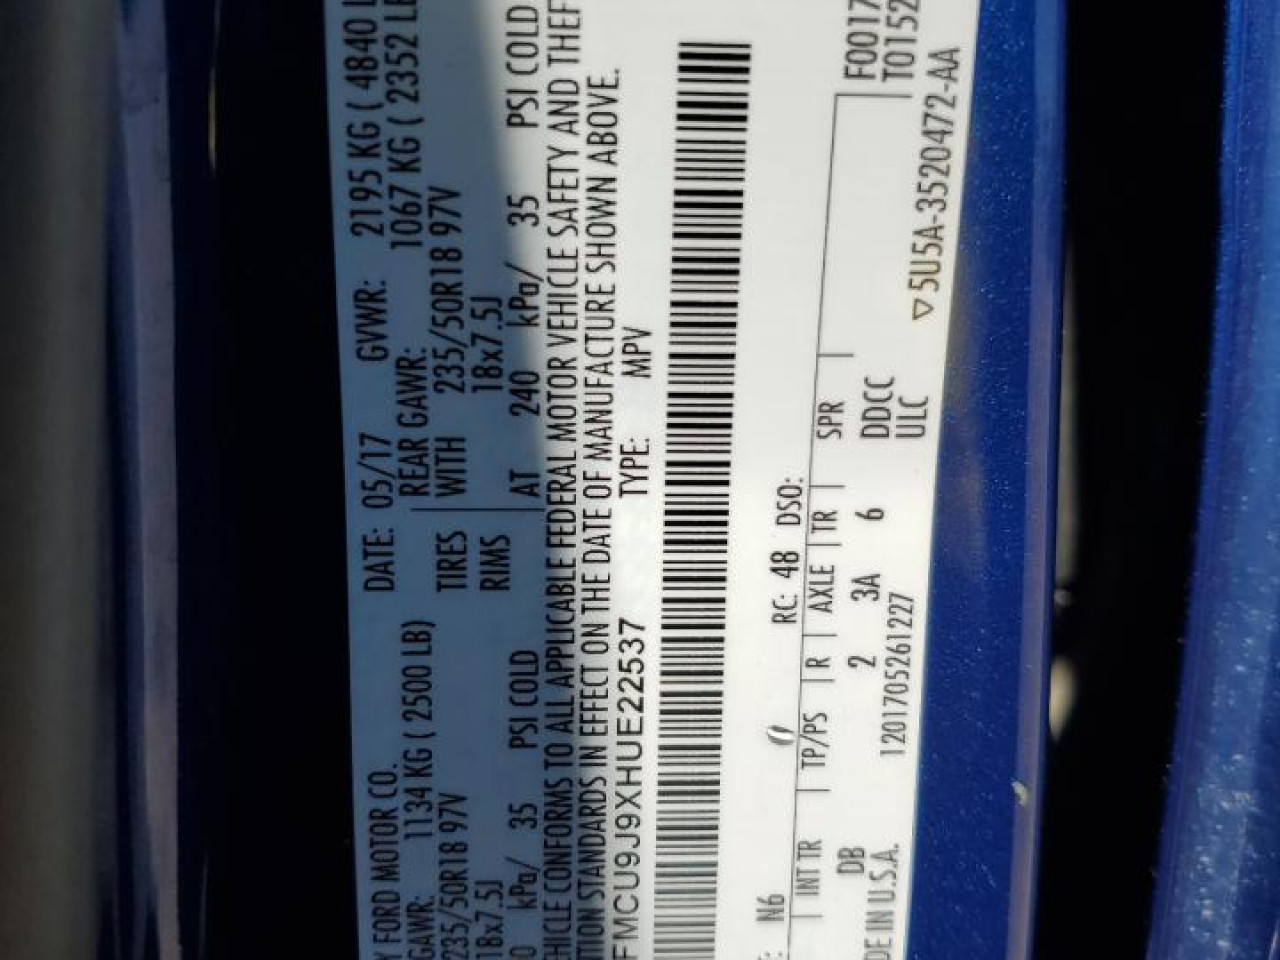 Y FORD MOTOR CO. DATE: 05/17 GVWR: 2195 KG ( 4840 L
GAWR: 1134 KG ( 2500 LB) REAR GAWR: 1067 KG ( 2352 LB
235/50R18 97V TIRES WITH 235/50R18 97V
18x7.5J RIMS 18x7.5J
0 kPa/ 35 PSI COLD AT 240 kPa/ 35 PSI COLD
EHICLE CONFORMS TO ALL APPLICABLE FEDERAL MOTOR VEHICLE SAFETY AND THEF
TION STANDARDS IN EFFECT ON THE DATE OF MANUFACTURE SHOWN ABOVE.
FMCU9J9XHUE22537 TYPE: MPV
: N6 RC: 48 DSO:
INT TR TP/PS R AXLE TR SPR F0017
DB 2 3A 6 DDCC T0152
DE IN U.S.A. 1201705261227 ULC
▽5U5A-3520472-AA